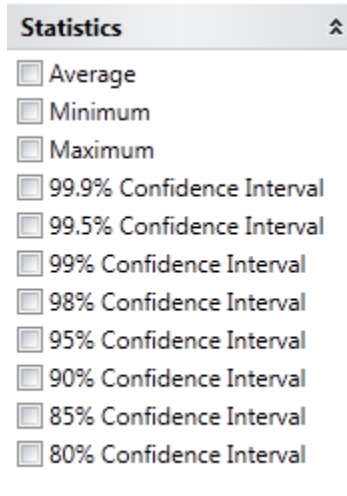 Statistics
Average
Minimum
Maximum
99.9% Confidence Interval
99.5% Confidence Interval
99% Confidence Interval
98% Confidence Interval
95% Confidence Interval
90% Confidence Interval
85% Confidence Interval
80% Confidence Interval